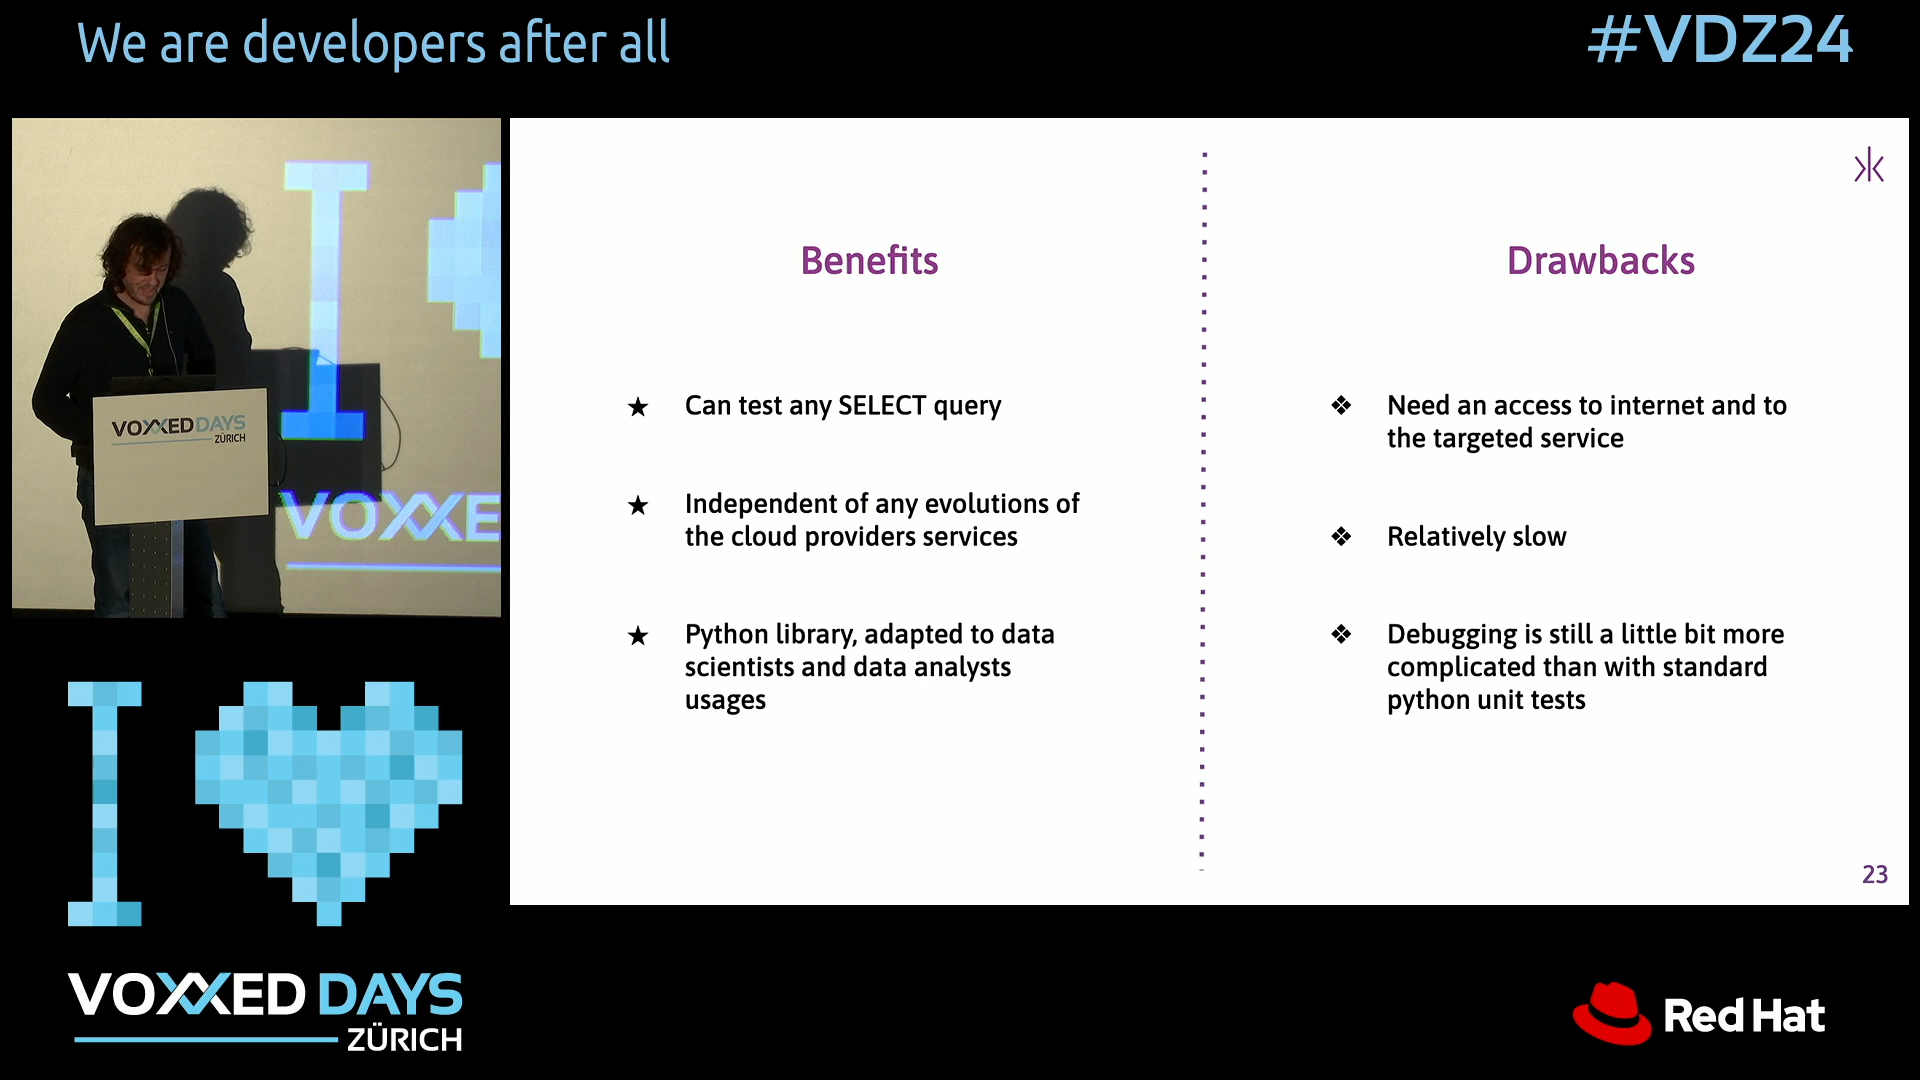 We are developers after all
#VDZ24
VOXXED DAYS
ZÜRICH
I
VOXXE
Benefits
★ Can test any SELECT query
★ Independent of any evolutions of
the cloud providers services
★ Python library, adapted to data
scientists and data analysts
usages
Drawbacks
❖ Need an access to internet and to
the targeted service
❖ Relatively slow
❖ Debugging is still a little bit more
complicated than with standard
python unit tests
23
I
VOXXED DAYS
ZÜRICH
Red Hat